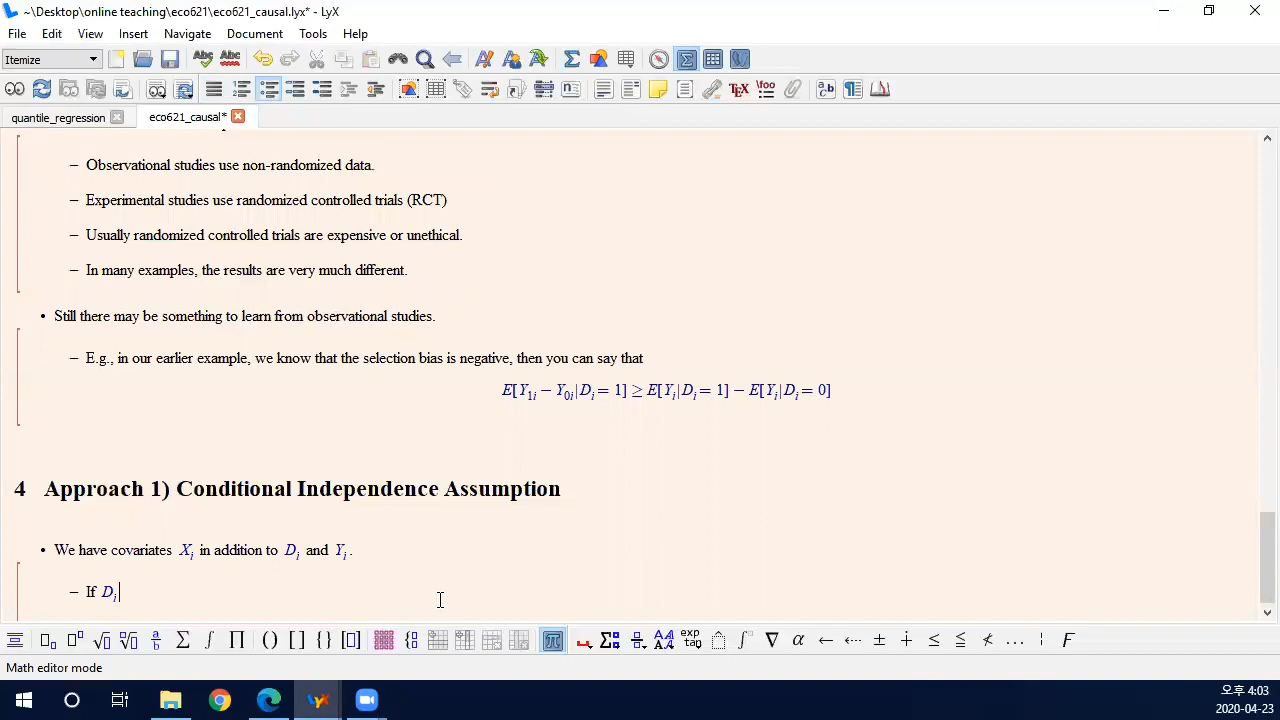 ~\Desktop\online teaching\eco621\eco621_causal.lyx* - LyX
File Edit View Insert Navigate Document Tools Help
Itemize
quantile_regression eco621_causal*
– Observational studies use non-randomized data.
– Experimental studies use randomized controlled trials (RCT)
– Usually randomized controlled trials are expensive or unethical.
– In many examples, the results are very much different.
• Still there may be something to learn from observational studies.
– E.g., in our earlier example, we know that the selection bias is negative, then you can say that
E[Y₁ᵢ − Y₀ᵢ|Dᵢ = 1] ≥ E[Yᵢ|Dᵢ = 1] − E[Yᵢ|Dᵢ = 0]
4 Approach 1) Conditional Independence Assumption
• We have covariates Xᵢ in addition to Dᵢ and Yᵢ.
– If Dᵢ
Math editor mode
오후 4:03
2020-04-23